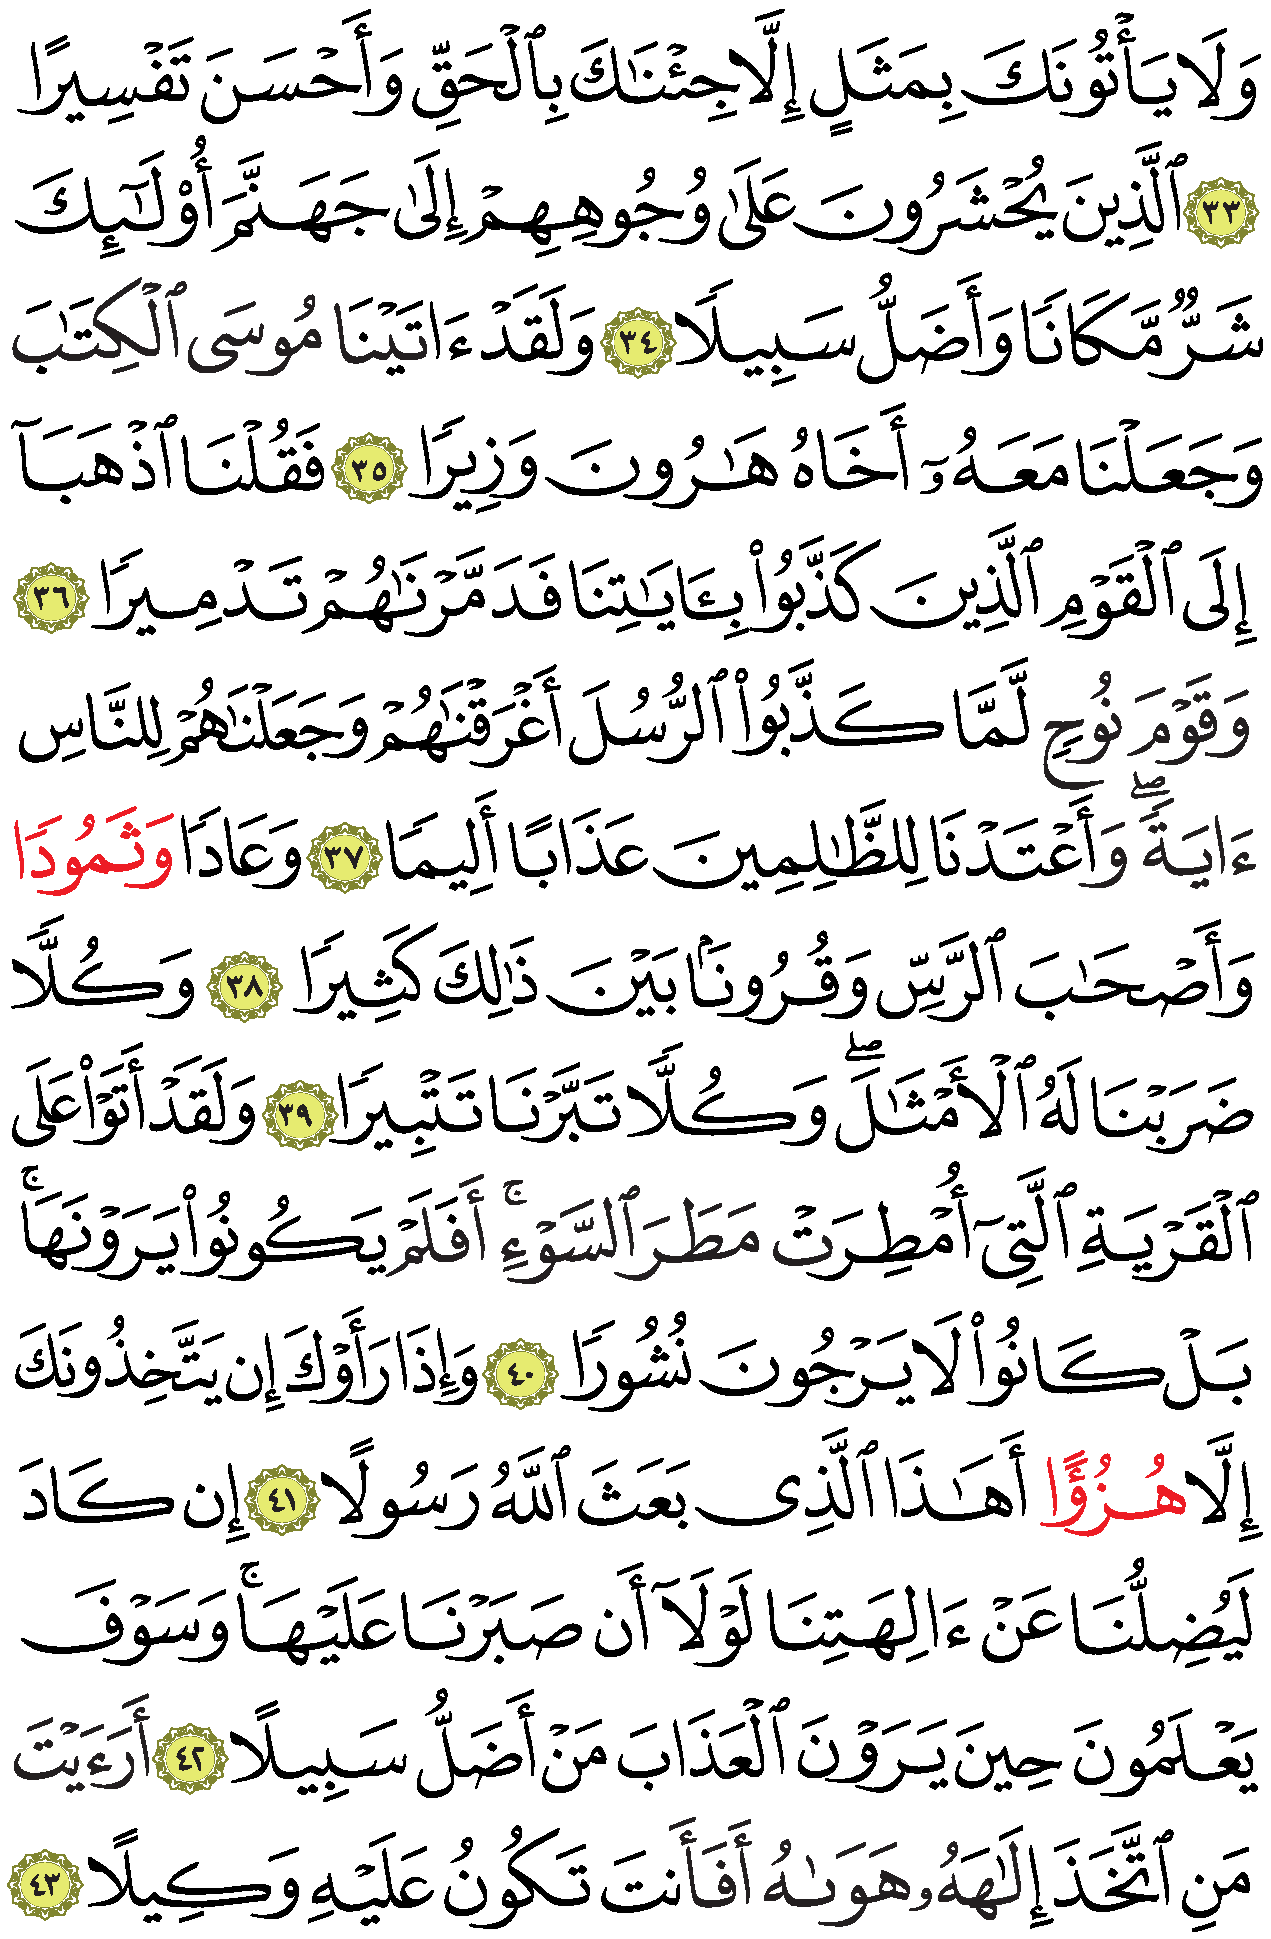 وَلَا يَأْتُونَكَ بِمَثَلٍ إِلَّا جِئْنَٰكَ بِالْحَقِّ وَأَحْسَنَ تَفْسِيرًا
٣٣ ٱلَّذِينَ يُحْشَرُونَ عَلَىٰ وُجُوهِهِمْ إِلَىٰ جَهَنَّمَ أُوْلَٰٓئِكَ
شَرٌّ مَّكَانًا وَأَضَلُّ سَبِيلًا ٣٤ وَلَقَدْ ءَاتَيْنَا مُوسَى ٱلْكِتَٰبَ
وَجَعَلْنَا مَعَهُۥٓ أَخَاهُ هَٰرُونَ وَزِيرًا ٣٥ فَقُلْنَا ٱذْهَبَآ
إِلَى ٱلْقَوْمِ ٱلَّذِينَ كَذَّبُواْ بِـَٔايَٰتِنَا فَدَمَّرْنَٰهُمْ تَدْمِيرًا ٣٦
وَقَوْمَ نُوحٍ لَّمَّا كَذَّبُواْ ٱلرُّسُلَ أَغْرَقْنَٰهُمْ وَجَعَلْنَٰهُمْ لِلنَّاسِ
ءَايَةًۖ وَأَعْتَدْنَا لِلظَّٰلِمِينَ عَذَابًا أَلِيمًا ٣٧ وَعَادًا وَثَمُودًا
وَأَصْحَٰبَ ٱلرَّسِّ وَقُرُونَۢا بَيْنَ ذَٰلِكَ كَثِيرًا ٣٨ وَكُلًّا
ضَرَبْنَا لَهُ ٱلْأَمْثَٰلَۖ وَكُلًّا تَبَّرْنَا تَتْبِيرًا ٣٩ وَلَقَدْ أَتَوْاْ عَلَى
ٱلْقَرْيَةِ ٱلَّتِىٓ أُمْطِرَتْ مَطَرَ ٱلسَّوْءِۚ أَفَلَمْ يَكُونُواْ يَرَوْنَهَاۚ
بَلْ كَانُواْ لَا يَرْجُونَ نُشُورًا ٤٠ وَإِذَا رَأَوْكَ إِن يَتَّخِذُونَكَ
إِلَّا هُزُؤًا أَهَٰذَا ٱلَّذِى بَعَثَ ٱللَّهُ رَسُولًا ٤١ إِن كَادَ
لَيُضِلُّنَا عَنْ ءَالِهَتِنَا لَوْلَآ أَن صَبَرْنَا عَلَيْهَاۚ وَسَوْفَ
يَعْلَمُونَ حِينَ يَرَوْنَ ٱلْعَذَابَ مَنْ أَضَلُّ سَبِيلًا ٤٢ أَرَءَيْتَ
مَنِ ٱتَّخَذَ إِلَٰهَهُۥ هَوَىٰهُ أَفَأَنتَ تَكُونُ عَلَيْهِ وَكِيلًا ٤٣